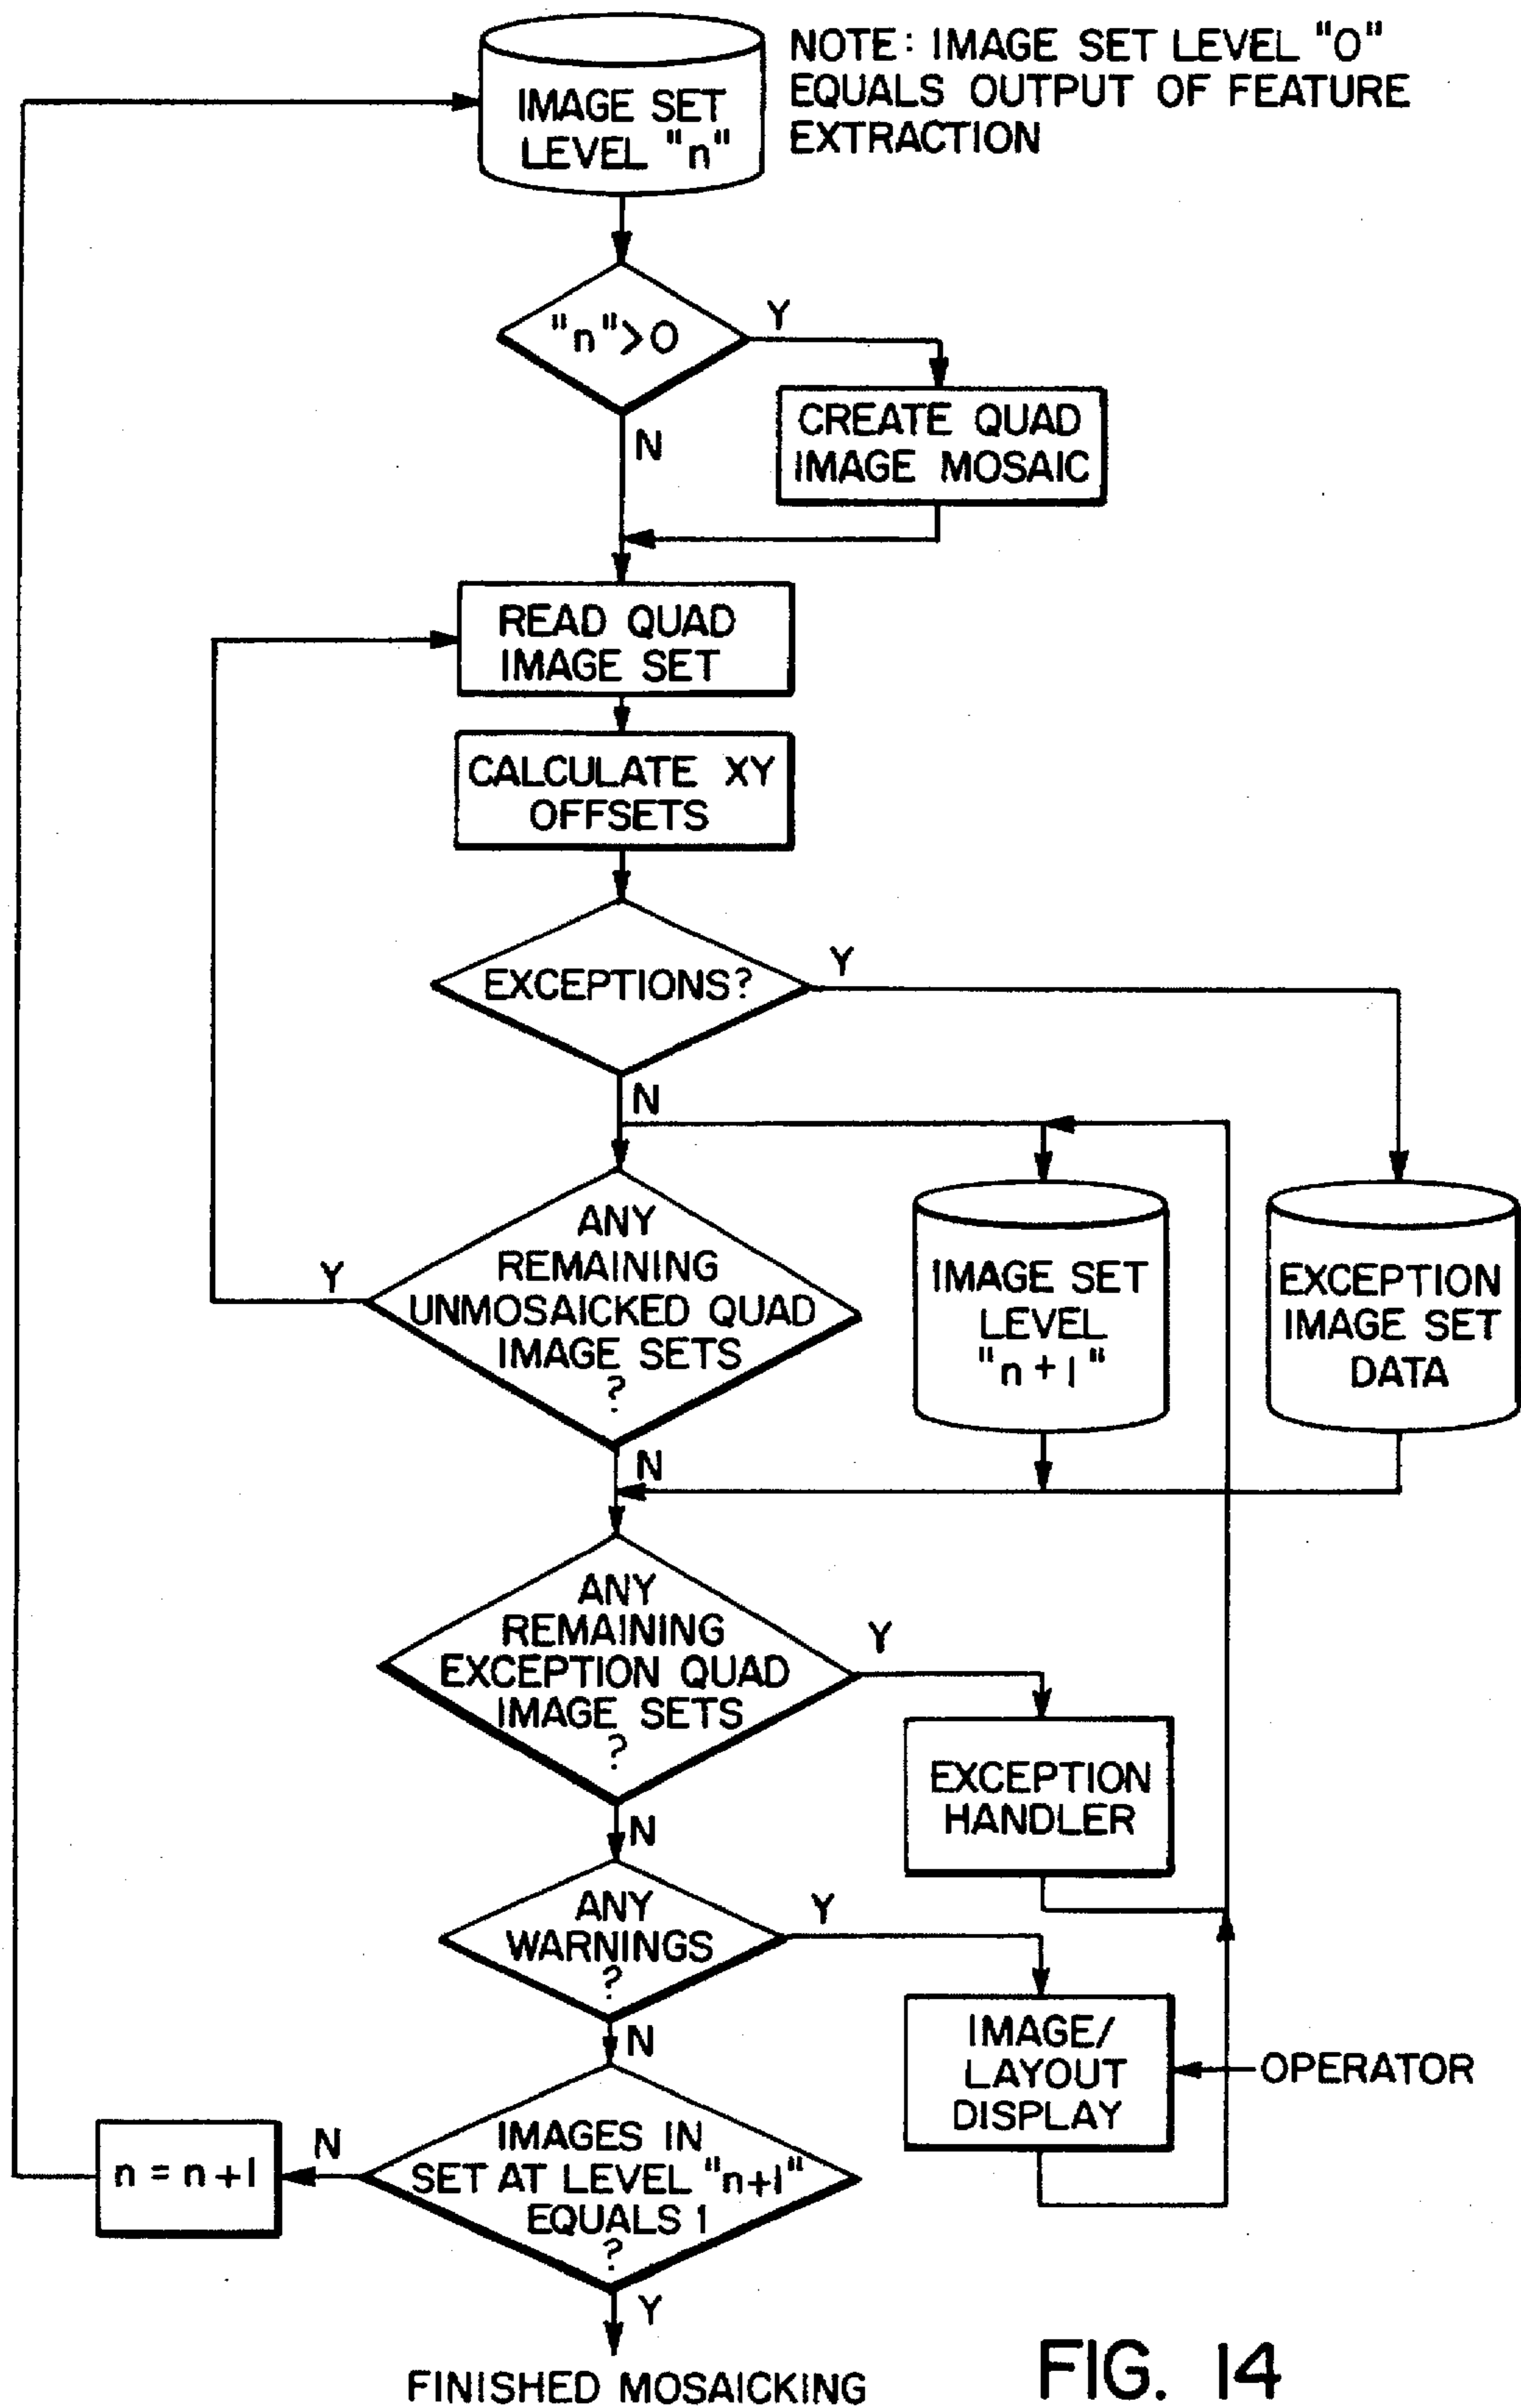 IMAGE SET
LEVEL "n"
NOTE: IMAGE SET LEVEL "O"
EQUALS OUTPUT OF FEATURE
EXTRACTION
"n">O
Y
N
CREATE QUAD
IMAGE MOSAIC
READ QUAD
IMAGE SET
CALCULATE XY
OFFSETS
EXCEPTIONS?
Y
N
ANY
REMAINING
UNMOSAICKED QUAD
IMAGE SETS
?
Y
N
IMAGE SET
LEVEL
"n+1"
EXCEPTION
IMAGE SET
DATA
ANY
REMAINING
EXCEPTION QUAD
IMAGE SETS
?
Y
N
EXCEPTION
HANDLER
ANY
WARNINGS
?
Y
N
IMAGE/
LAYOUT
DISPLAY
OPERATOR
IMAGES IN
SET AT LEVEL "n+1"
EQUALS 1
?
N
n = n+1
Y
FINISHED MOSAICKING
FIG. 14